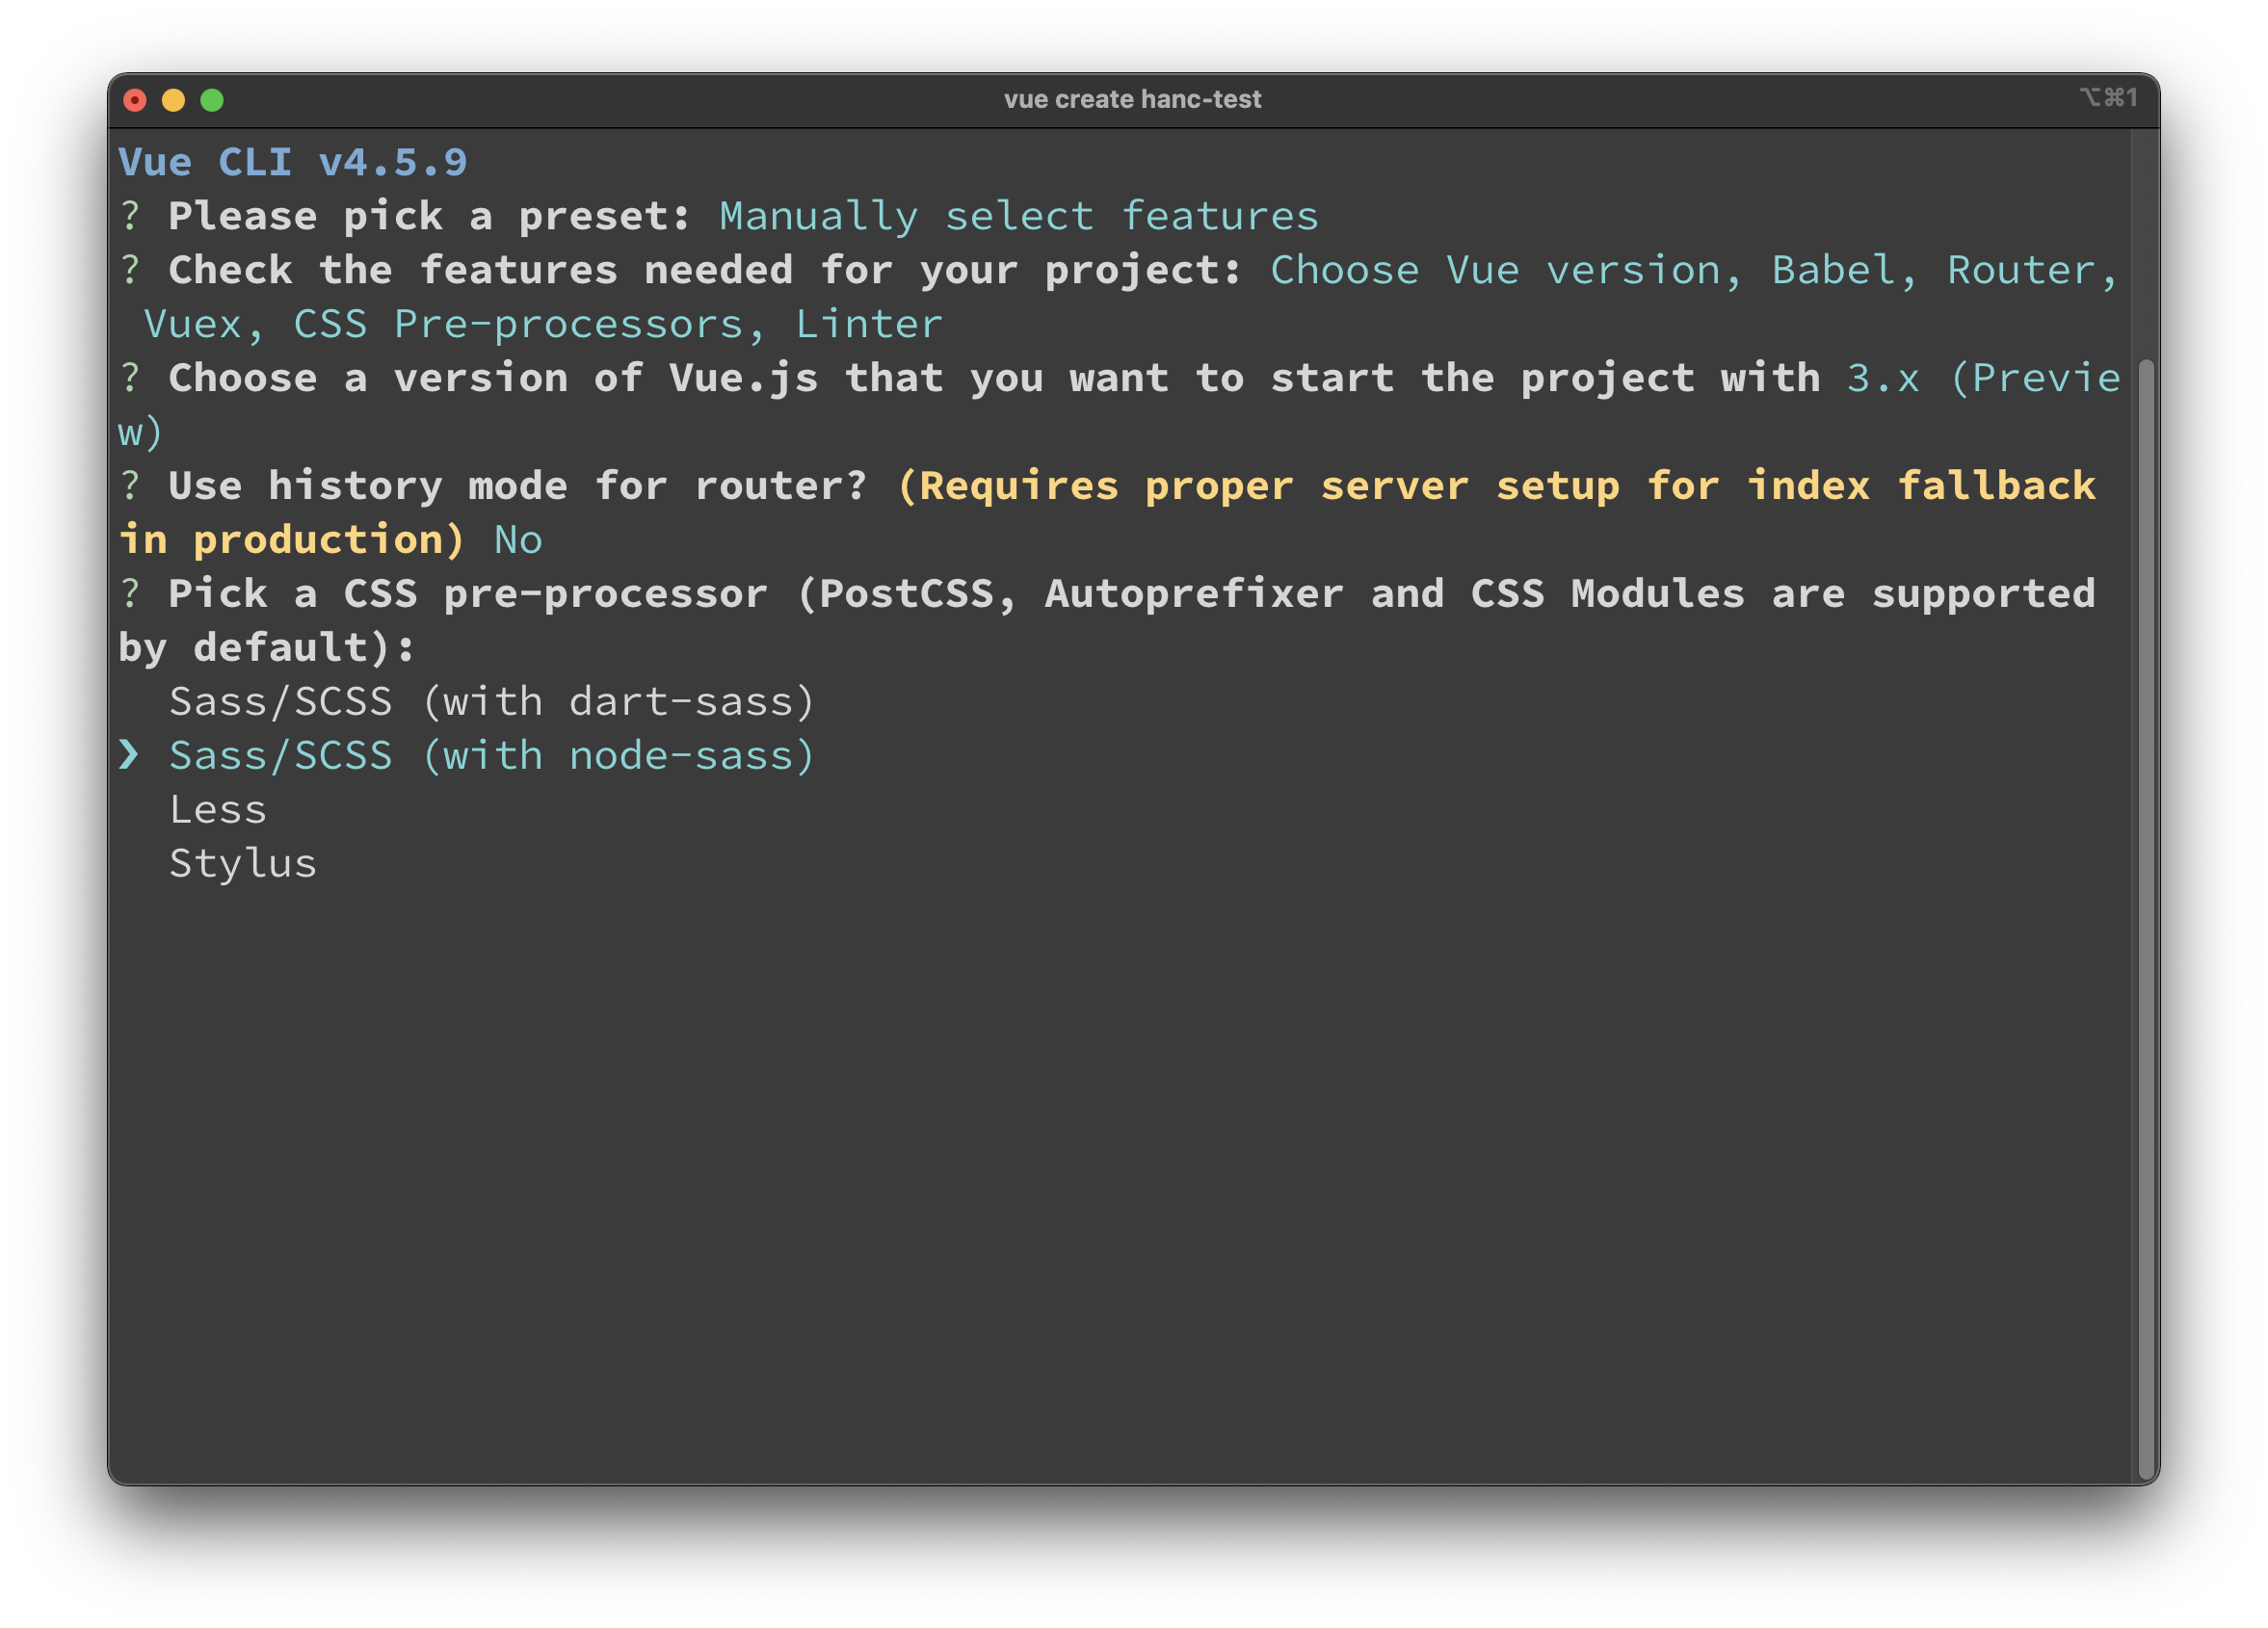 vue create hanc-test
⌥⌘1
Vue CLI v4.5.9
? Please pick a preset: Manually select features
? Check the features needed for your project: Choose Vue version, Babel, Router,
 Vuex, CSS Pre-processors, Linter
? Choose a version of Vue.js that you want to start the project with 3.x (Previe
w)
? Use history mode for router? (Requires proper server setup for index fallback
in production) No
? Pick a CSS pre-processor (PostCSS, Autoprefixer and CSS Modules are supported
by default):
  Sass/SCSS (with dart-sass)
❯ Sass/SCSS (with node-sass)
  Less
  Stylus